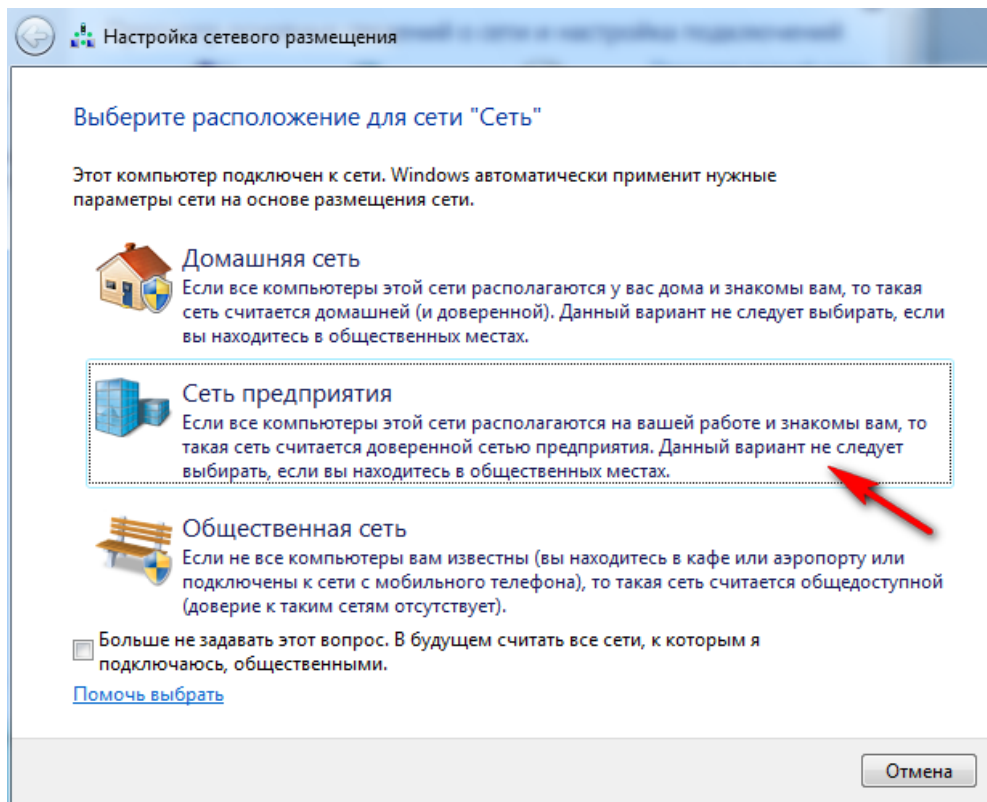 Настройка сетевого размещения
Выберите расположение для сети "Сеть"
Этот компьютер подключен к сети. Windows автоматически применит нужные
параметры сети на основе размещения сети.
Домашняя сеть
Если все компьютеры этой сети располагаются у вас дома и знакомы вам, то такая
сеть считается домашней (и доверенной). Данный вариант не следует выбирать, если
вы находитесь в общественных местах.
Сеть предприятия
Если все компьютеры этой сети располагаются на вашей работе и знакомы вам, то
такая сеть считается доверенной сетью предприятия. Данный вариант не следует
выбирать, если вы находитесь в общественных местах.
Общественная сеть
Если не все компьютеры вам известны (вы находитесь в кафе или аэропорту или
подключены к сети с мобильного телефона), то такая сеть считается общедоступной
(доверие к таким сетям отсутствует).
Больше не задавать этот вопрос. В будущем считать все сети, к которым я
подключаюсь, общественными.
Помочь выбрать
Отмена